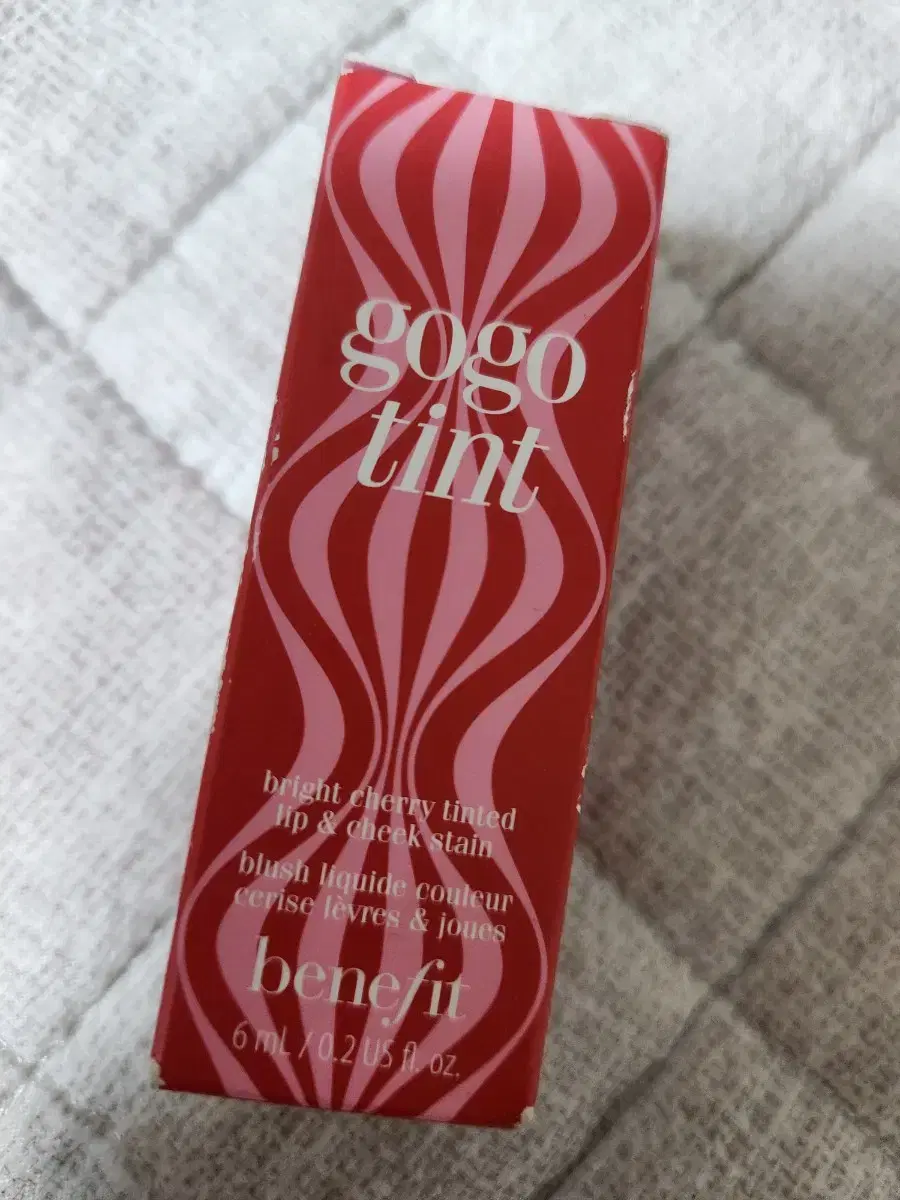 gogo
tint
bright cherry tinted
lip & cheek stain
blush liquide couleur
cerise lèvres & joues
benefit
6 mL / 0.2 US fl. oz.